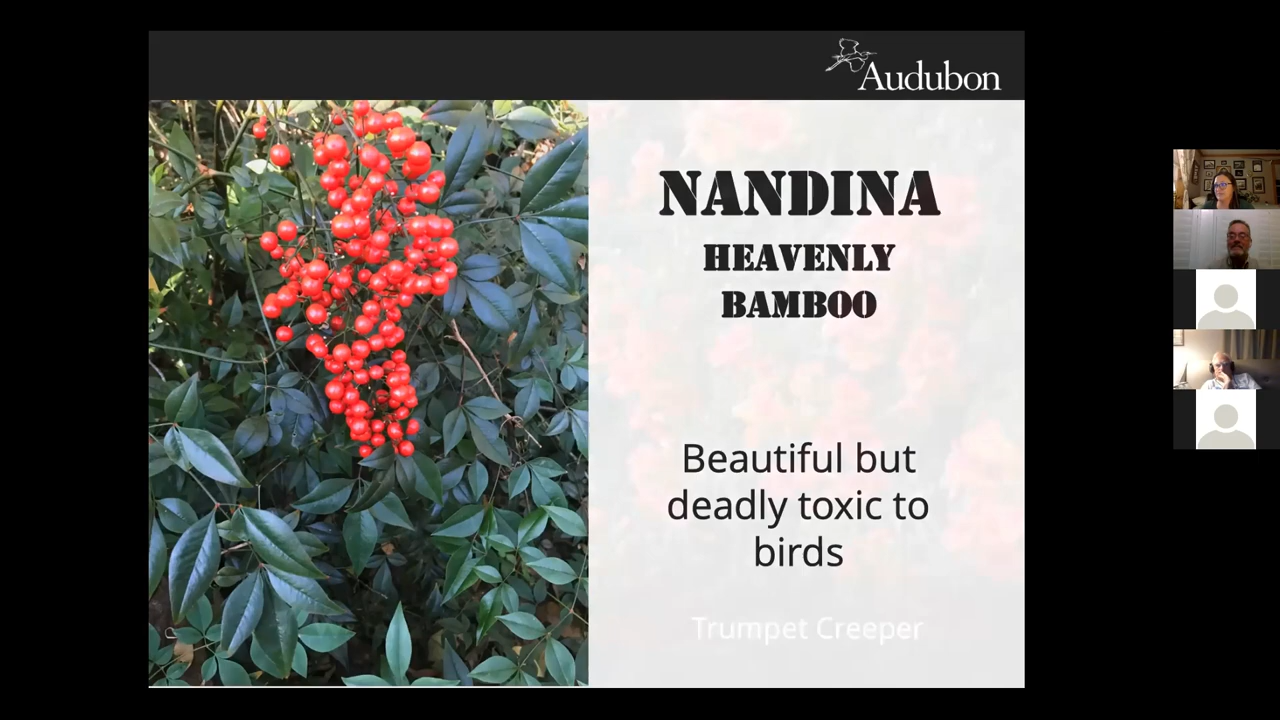 Audubon
NANDINA
HEAVENLY
BAMBOO
Beautiful but
deadly toxic to
birds
Trumpet Creeper